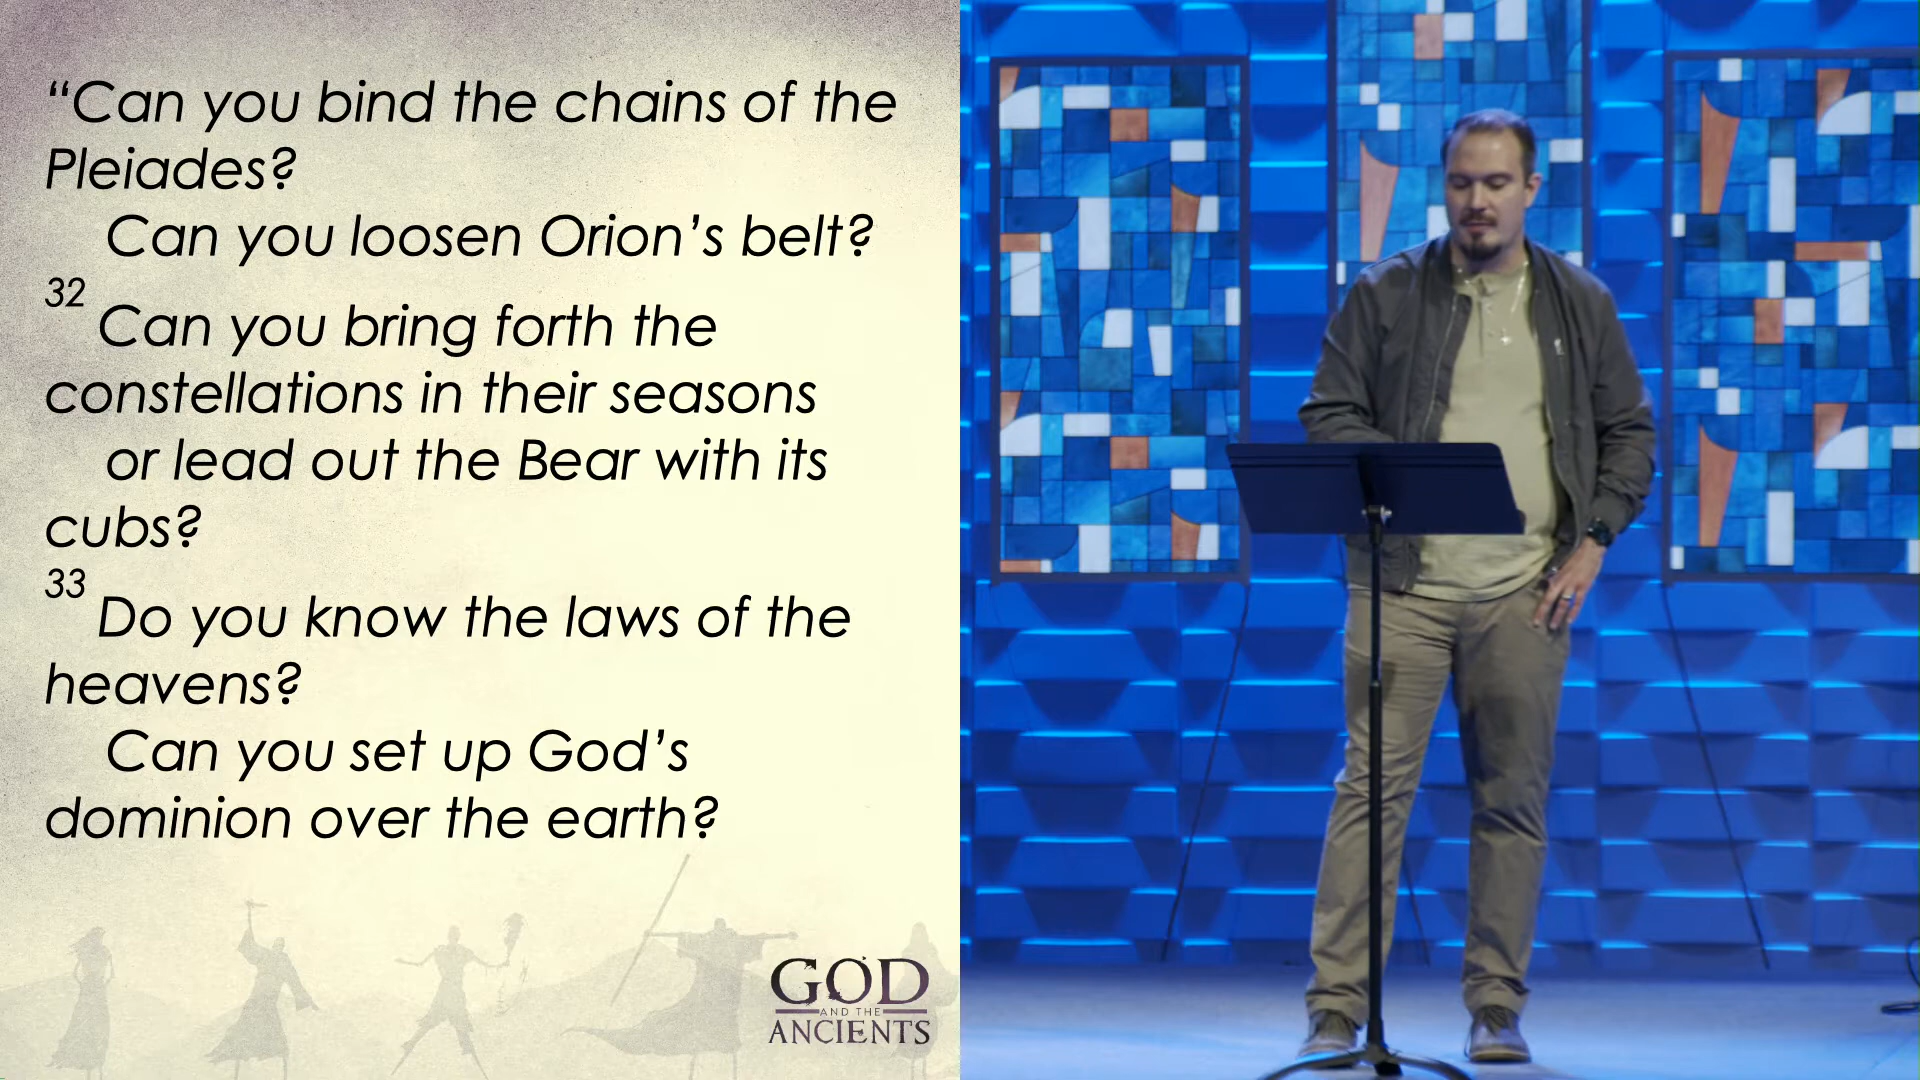 “Can you bind the chains of the
Pleiades?
Can you loosen Orion’s belt?
32 Can you bring forth the
constellations in their seasons
or lead out the Bear with its
cubs?
33 Do you know the laws of the
heavens?
Can you set up God’s
dominion over the earth?
GOD
AND THE
ANCIENTS